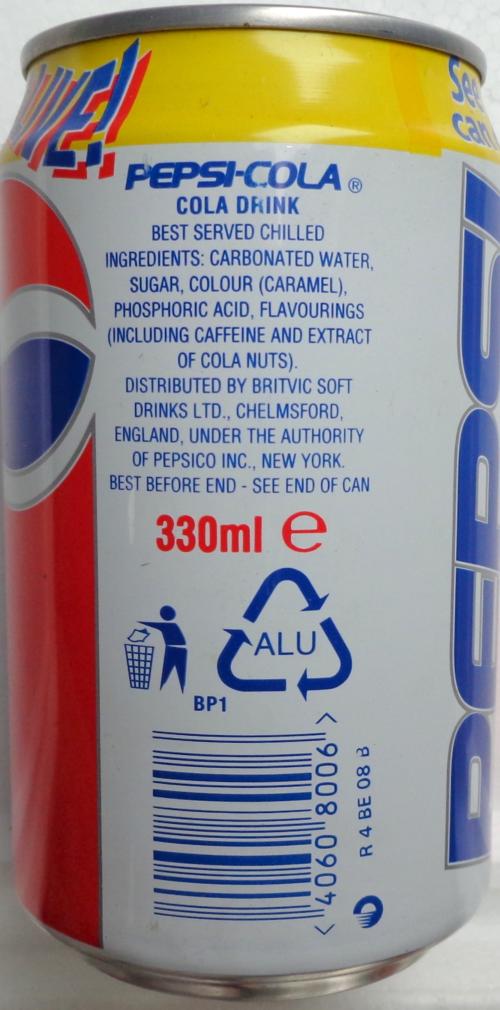 LIVE!
See
can
PEPSI-COLA ®
COLA DRINK
BEST SERVED CHILLED
INGREDIENTS: CARBONATED WATER,
SUGAR, COLOUR (CARAMEL),
PHOSPHORIC ACID, FLAVOURINGS
(INCLUDING CAFFEINE AND EXTRACT
OF COLA NUTS).
DISTRIBUTED BY BRITVIC SOFT
DRINKS LTD., CHELMSFORD,
ENGLAND, UNDER THE AUTHORITY
OF PEPSICO INC., NEW YORK.
BEST BEFORE END - SEE END OF CAN
330ml e
ALU
BP1
< 4060 8006 >
R 4 BE 08 B
PEPSI